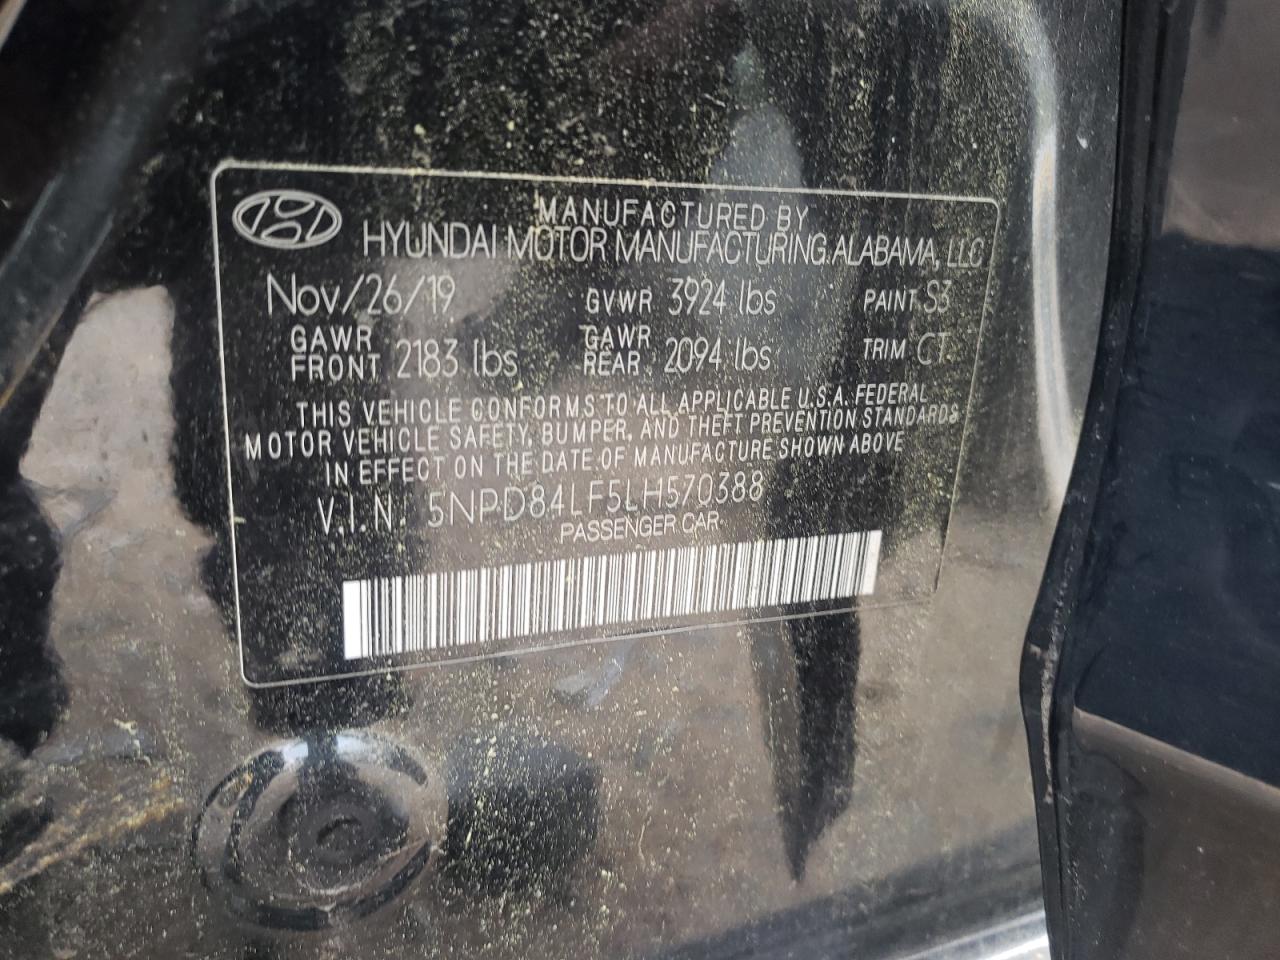 MANUFACTURED BY
HYUNDAI MOTOR MANUFACTURING ALABAMA, LLC
Nov/26/19 GVWR 3924 lbs PAINT S3
GAWR FRONT 2183 lbs GAWR REAR 2094 lbs TRIM CT
THIS VEHICLE CONFORMS TO ALL APPLICABLE U.S.A. FEDERAL
MOTOR VEHICLE SAFETY, BUMPER, AND THEFT PREVENTION STANDARDS
IN EFFECT ON THE DATE OF MANUFACTURE SHOWN ABOVE
V.I.N. 5NPD84LF5LH570388
PASSENGER CAR